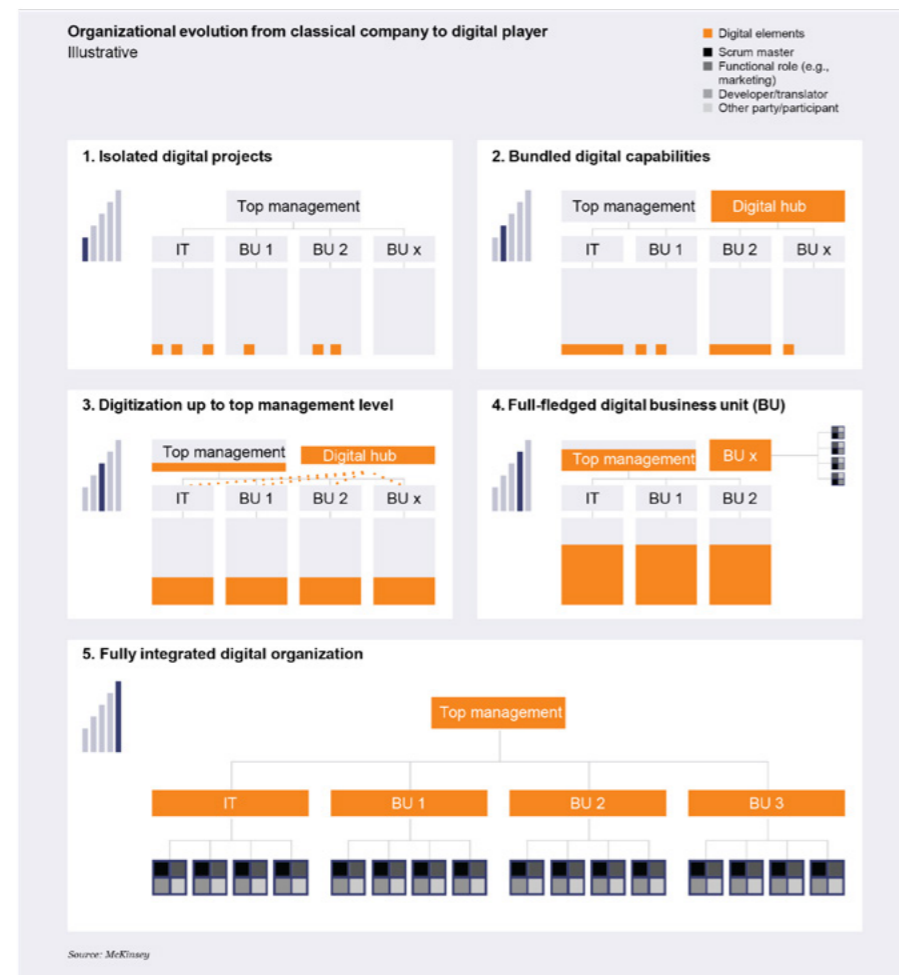 Organizational evolution from classical company to digital player
Illustrative
Digital elements
Scrum master
Functional role (e.g.,
marketing)
Developer/translator
Other party/participant
1. Isolated digital projects
Top management
IT
BU 1
BU 2
BU x
2. Bundled digital capabilities
Top management
Digital hub
IT
BU 1
BU 2
BU x
3. Digitization up to top management level
Top management
Digital hub
IT
BU 1
BU 2
BU x
4. Full-fledged digital business unit (BU)
Top management
BU x
IT
BU 1
BU 2
5. Fully integrated digital organization
Top management
IT
BU 1
BU 2
BU 3
Source: McKinsey